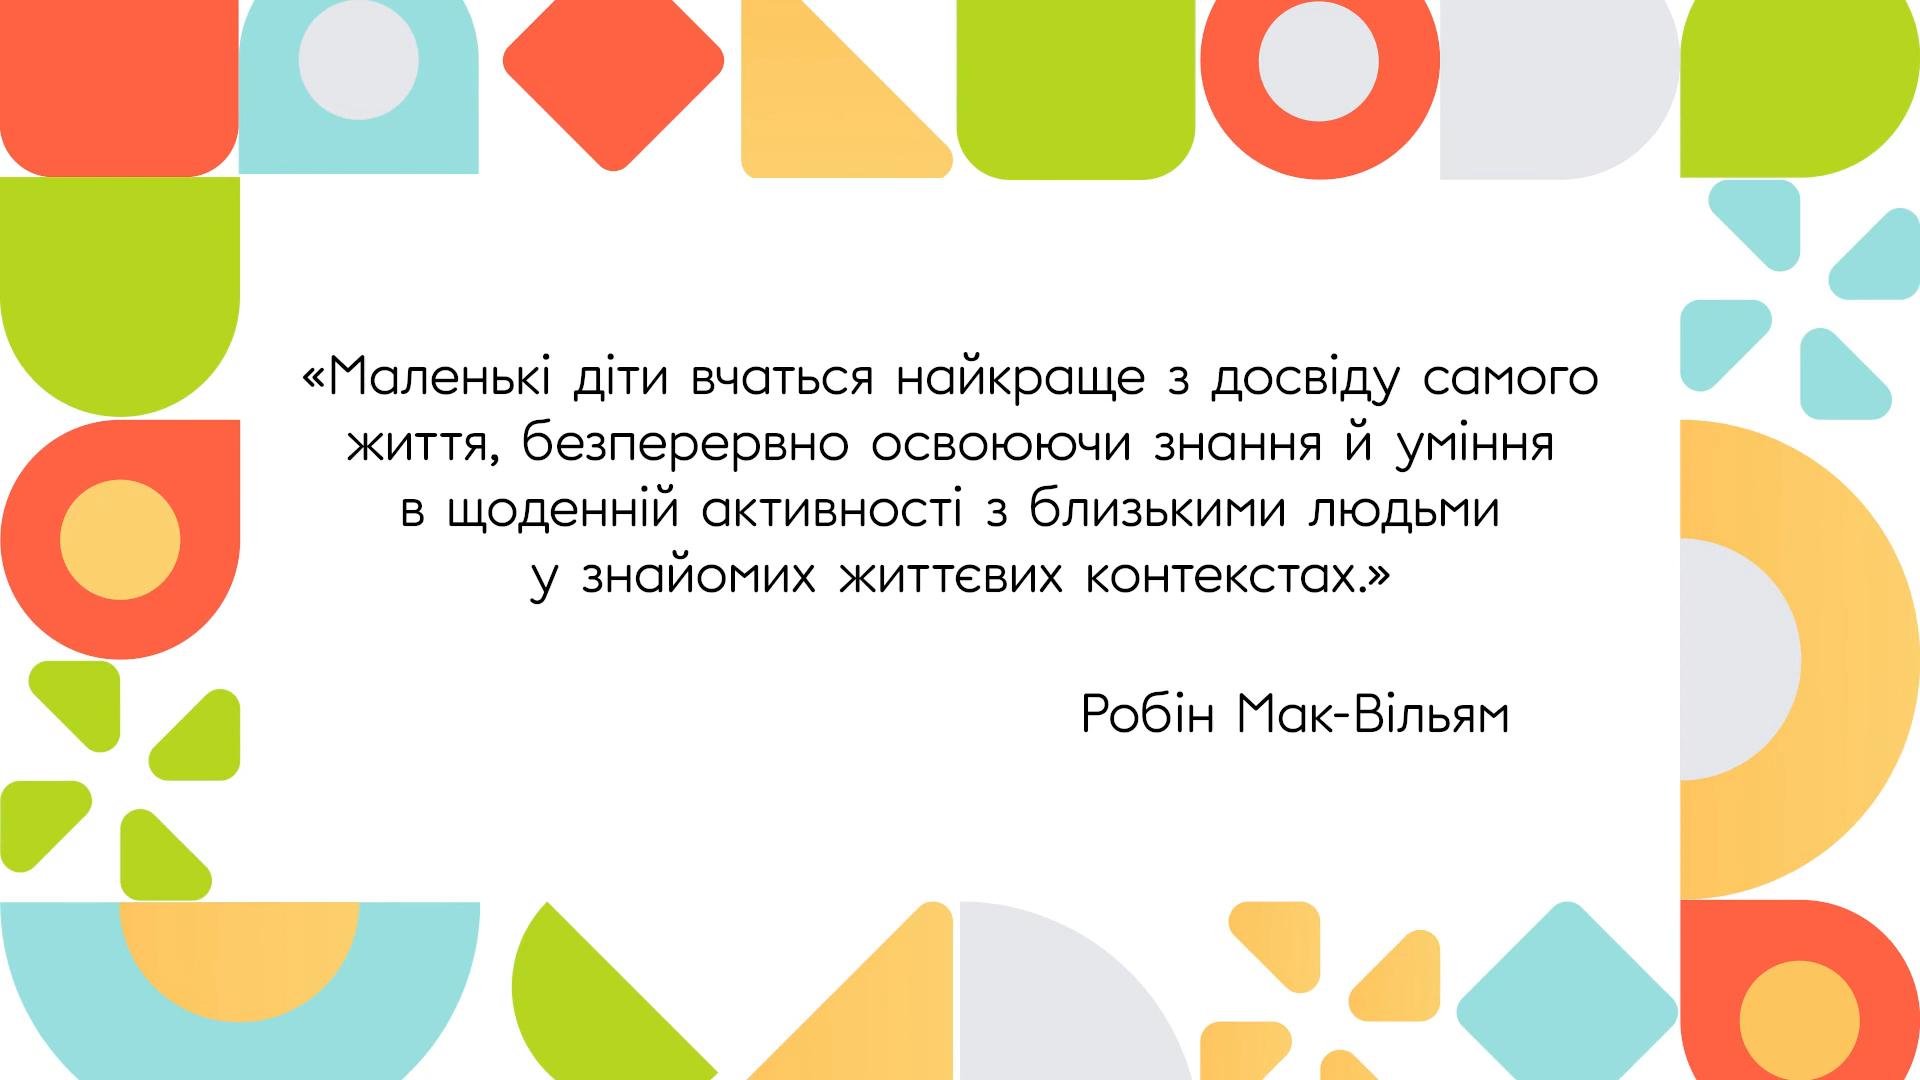 «Маленькі діти вчаться найкраще з досвіду самого
життя, безперервно освоюючи знання й уміння
в щоденній активності з близькими людьми
у знайомих життєвих контекстах.»
Робін Мак-Вільям